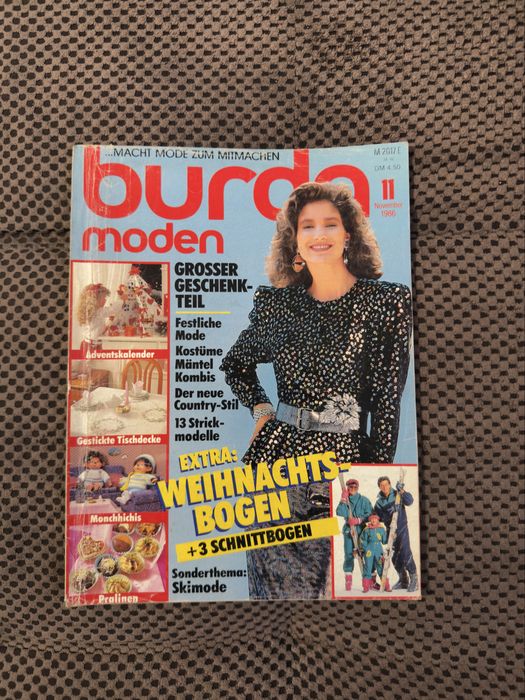 ...MACHT MODE ZUM MITMACHEN
M 2017 E
DM 4,50
burda
moden
11
November
1986
GROSSER
GESCHENK-
TEIL
Festliche
Mode
Kostüme
Mäntel
Kombis
Der neue
Country-Stil
13 Strick-
modelle
Adventskalender
Gestickte Tischdecke
Monchhichis
Pralinen
EXTRA:
WEIHNACHTS-
BOGEN
+ 3 SCHNITTBOGEN
Sonderthema:
Skimode